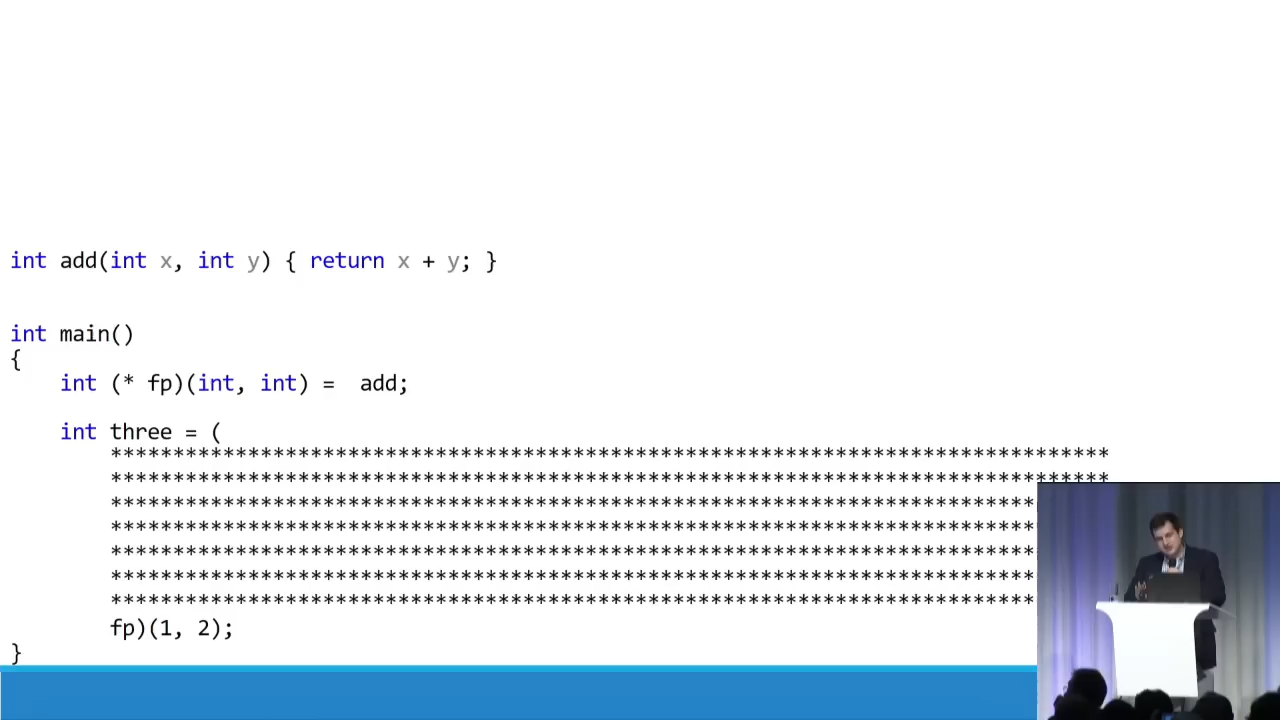 int add(int x, int y) { return x + y; }
int main()
{
int (* fp)(int, int) =  add;
int three = (
********************************************************************************
********************************************************************************
**************************************************************************
**************************************************************************
**************************************************************************
**************************************************************************
**************************************************************************
fp)(1, 2);
}